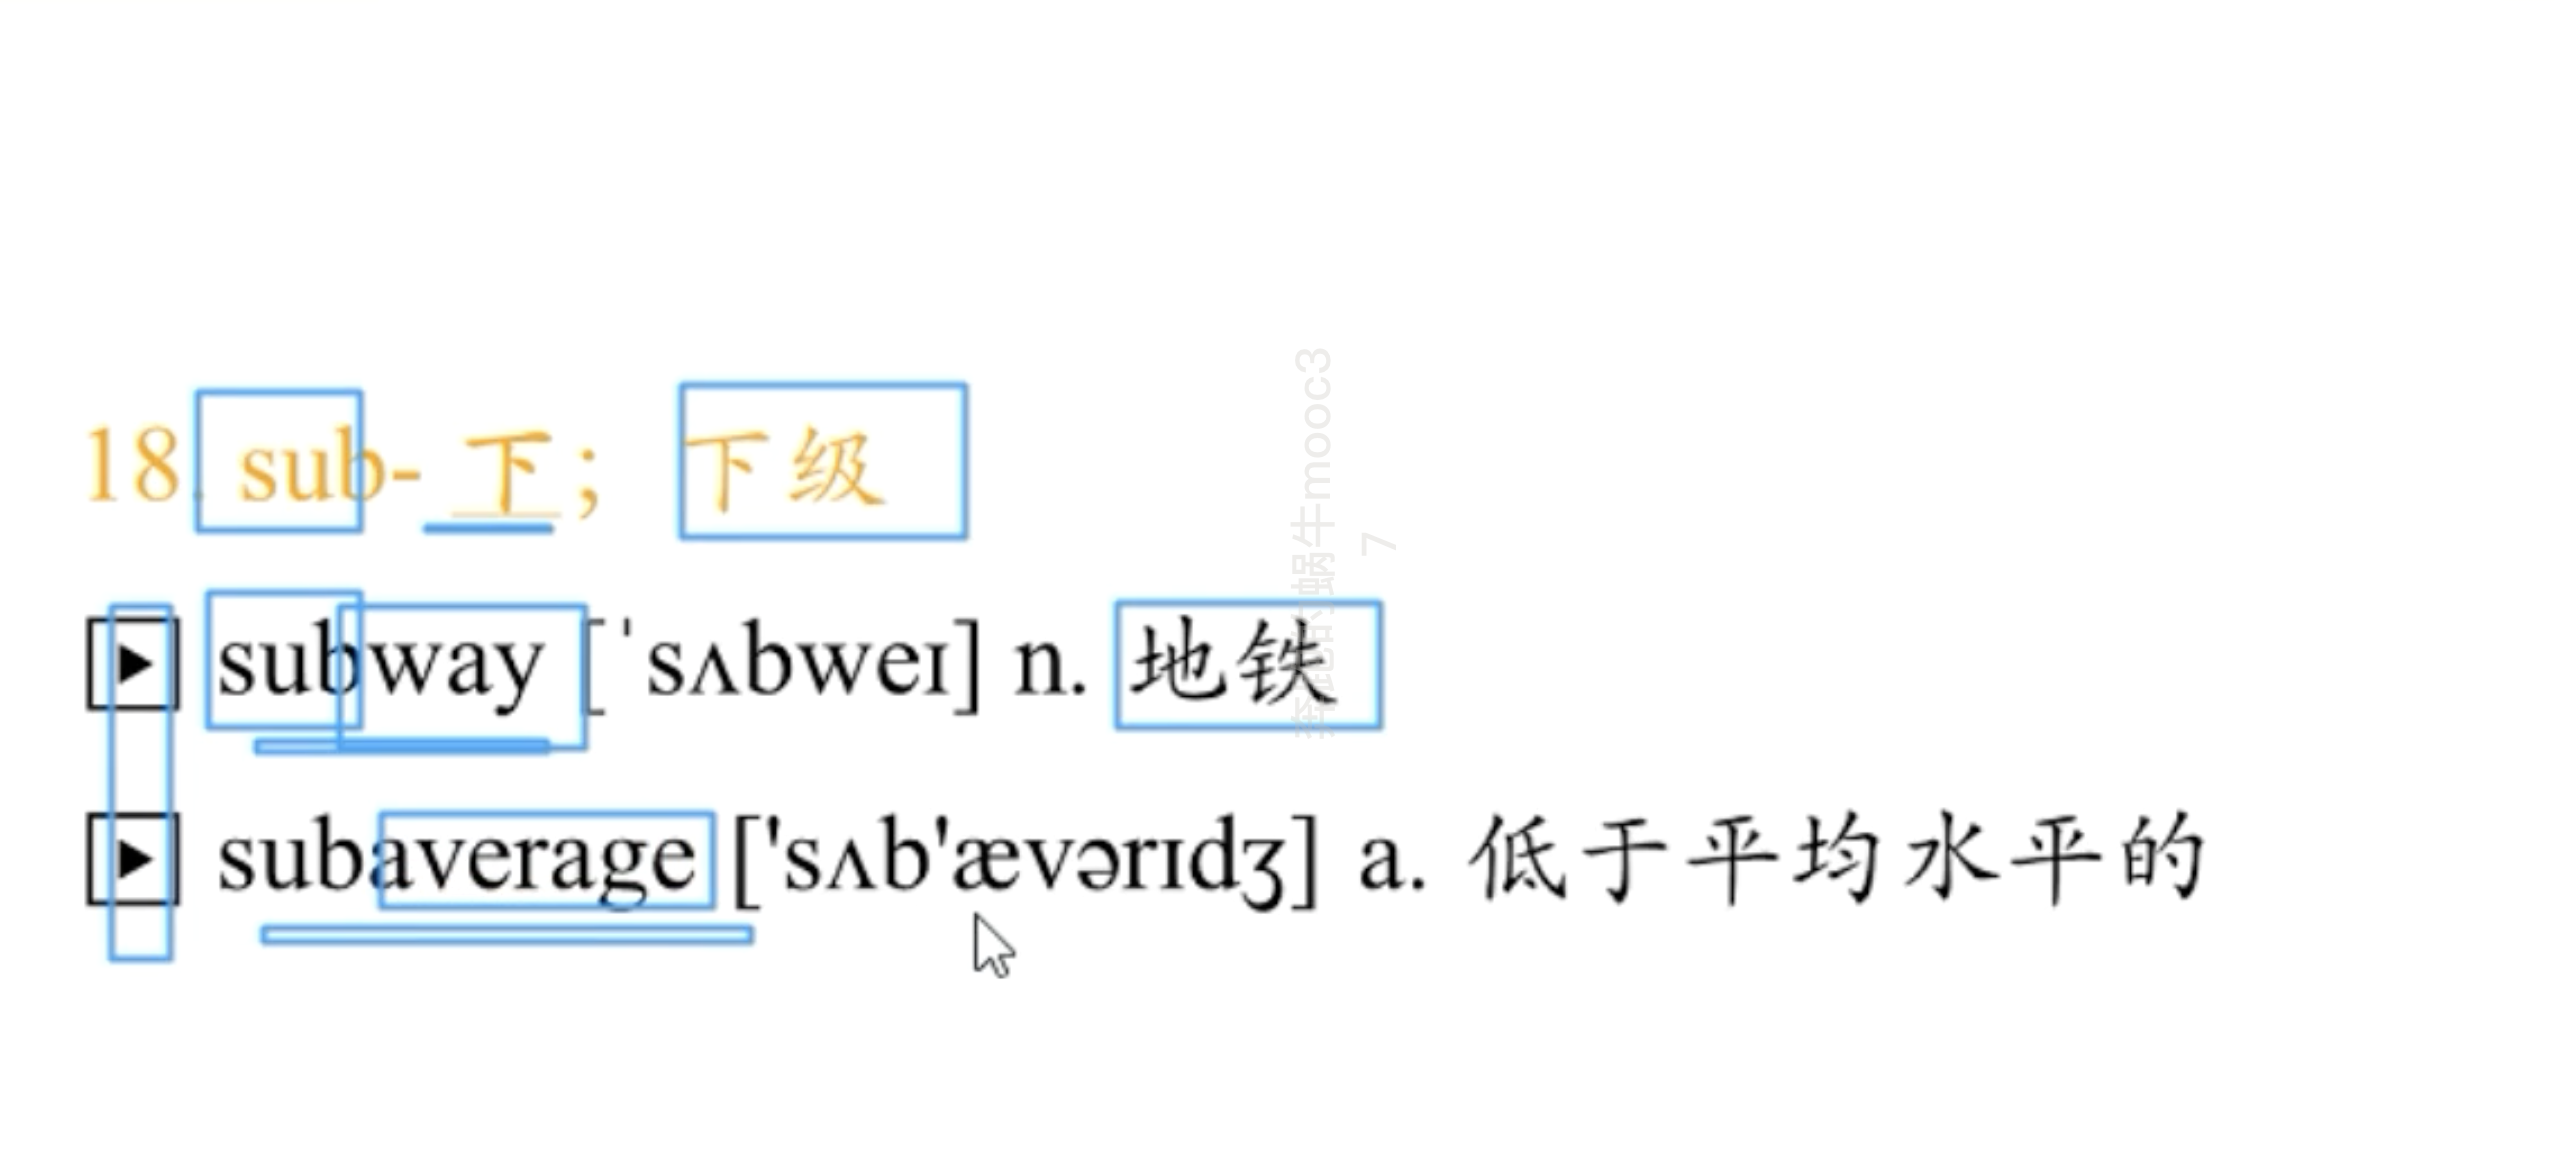 18. sub- 下； 下级
subway [ˈsʌbweɪ] n. 地铁
subaverage ['sʌb'ævərɪdʒ] a. 低于平均水平的
的蜗牛mooc3
7